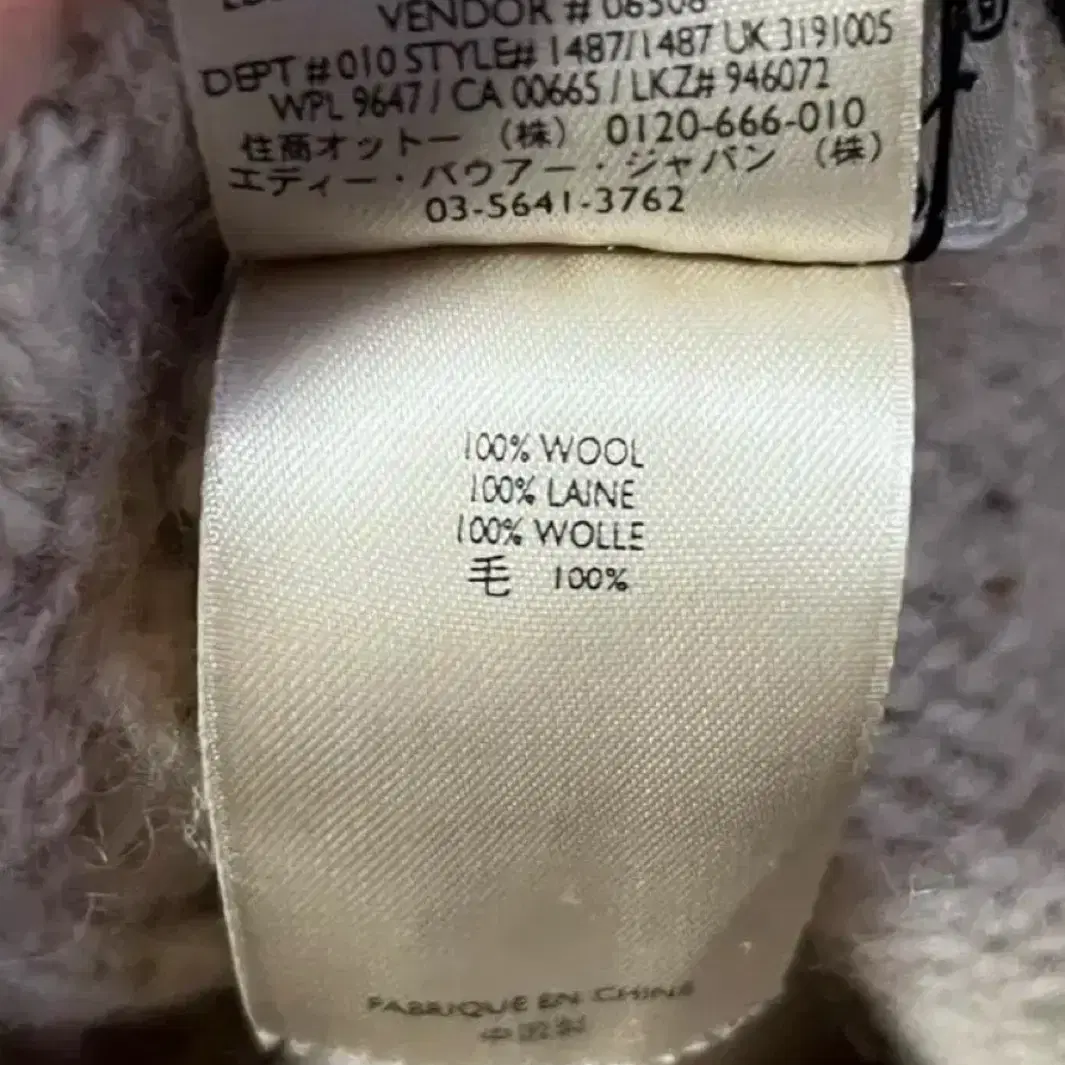 VENDOR # 06508
DEPT #010 STYLE# 1487/1487 UK 3191005
WPL 9647 / CA 00665 / LKZ# 946072
住商オットー (株) 0120-666-010
エディー・バウアー・ジャパン (株)
03-5641-3762
100% WOOL
100% LAINE
100% WOLLE
毛 100%
FABRIQUE EN CHINE
中国製